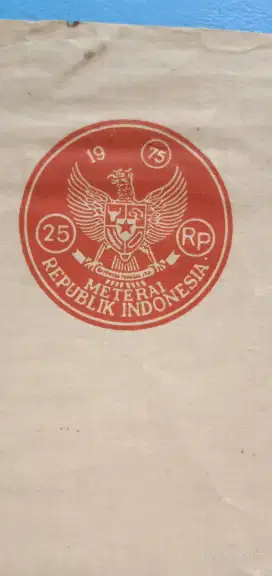 19 75
25 RP
METERAI
REPUBLIK INDONESIA